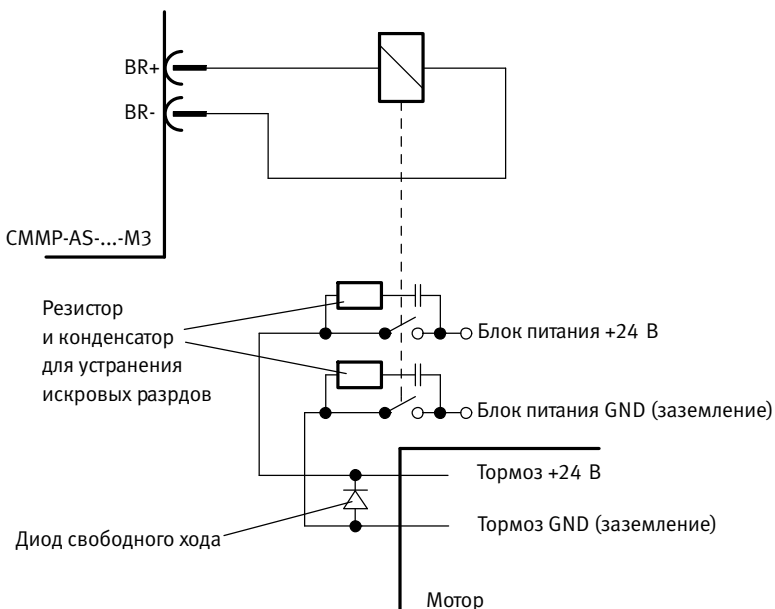 BR+
BR-
CMMP-AS-...-M3
Резистор
и конденсатор
для устранения
искровых разрдов
Блок питания +24 В
Блок питания GND (заземление)
Тормоз +24 В
Тормоз GND (заземление)
Диод свободного хода
Мотор